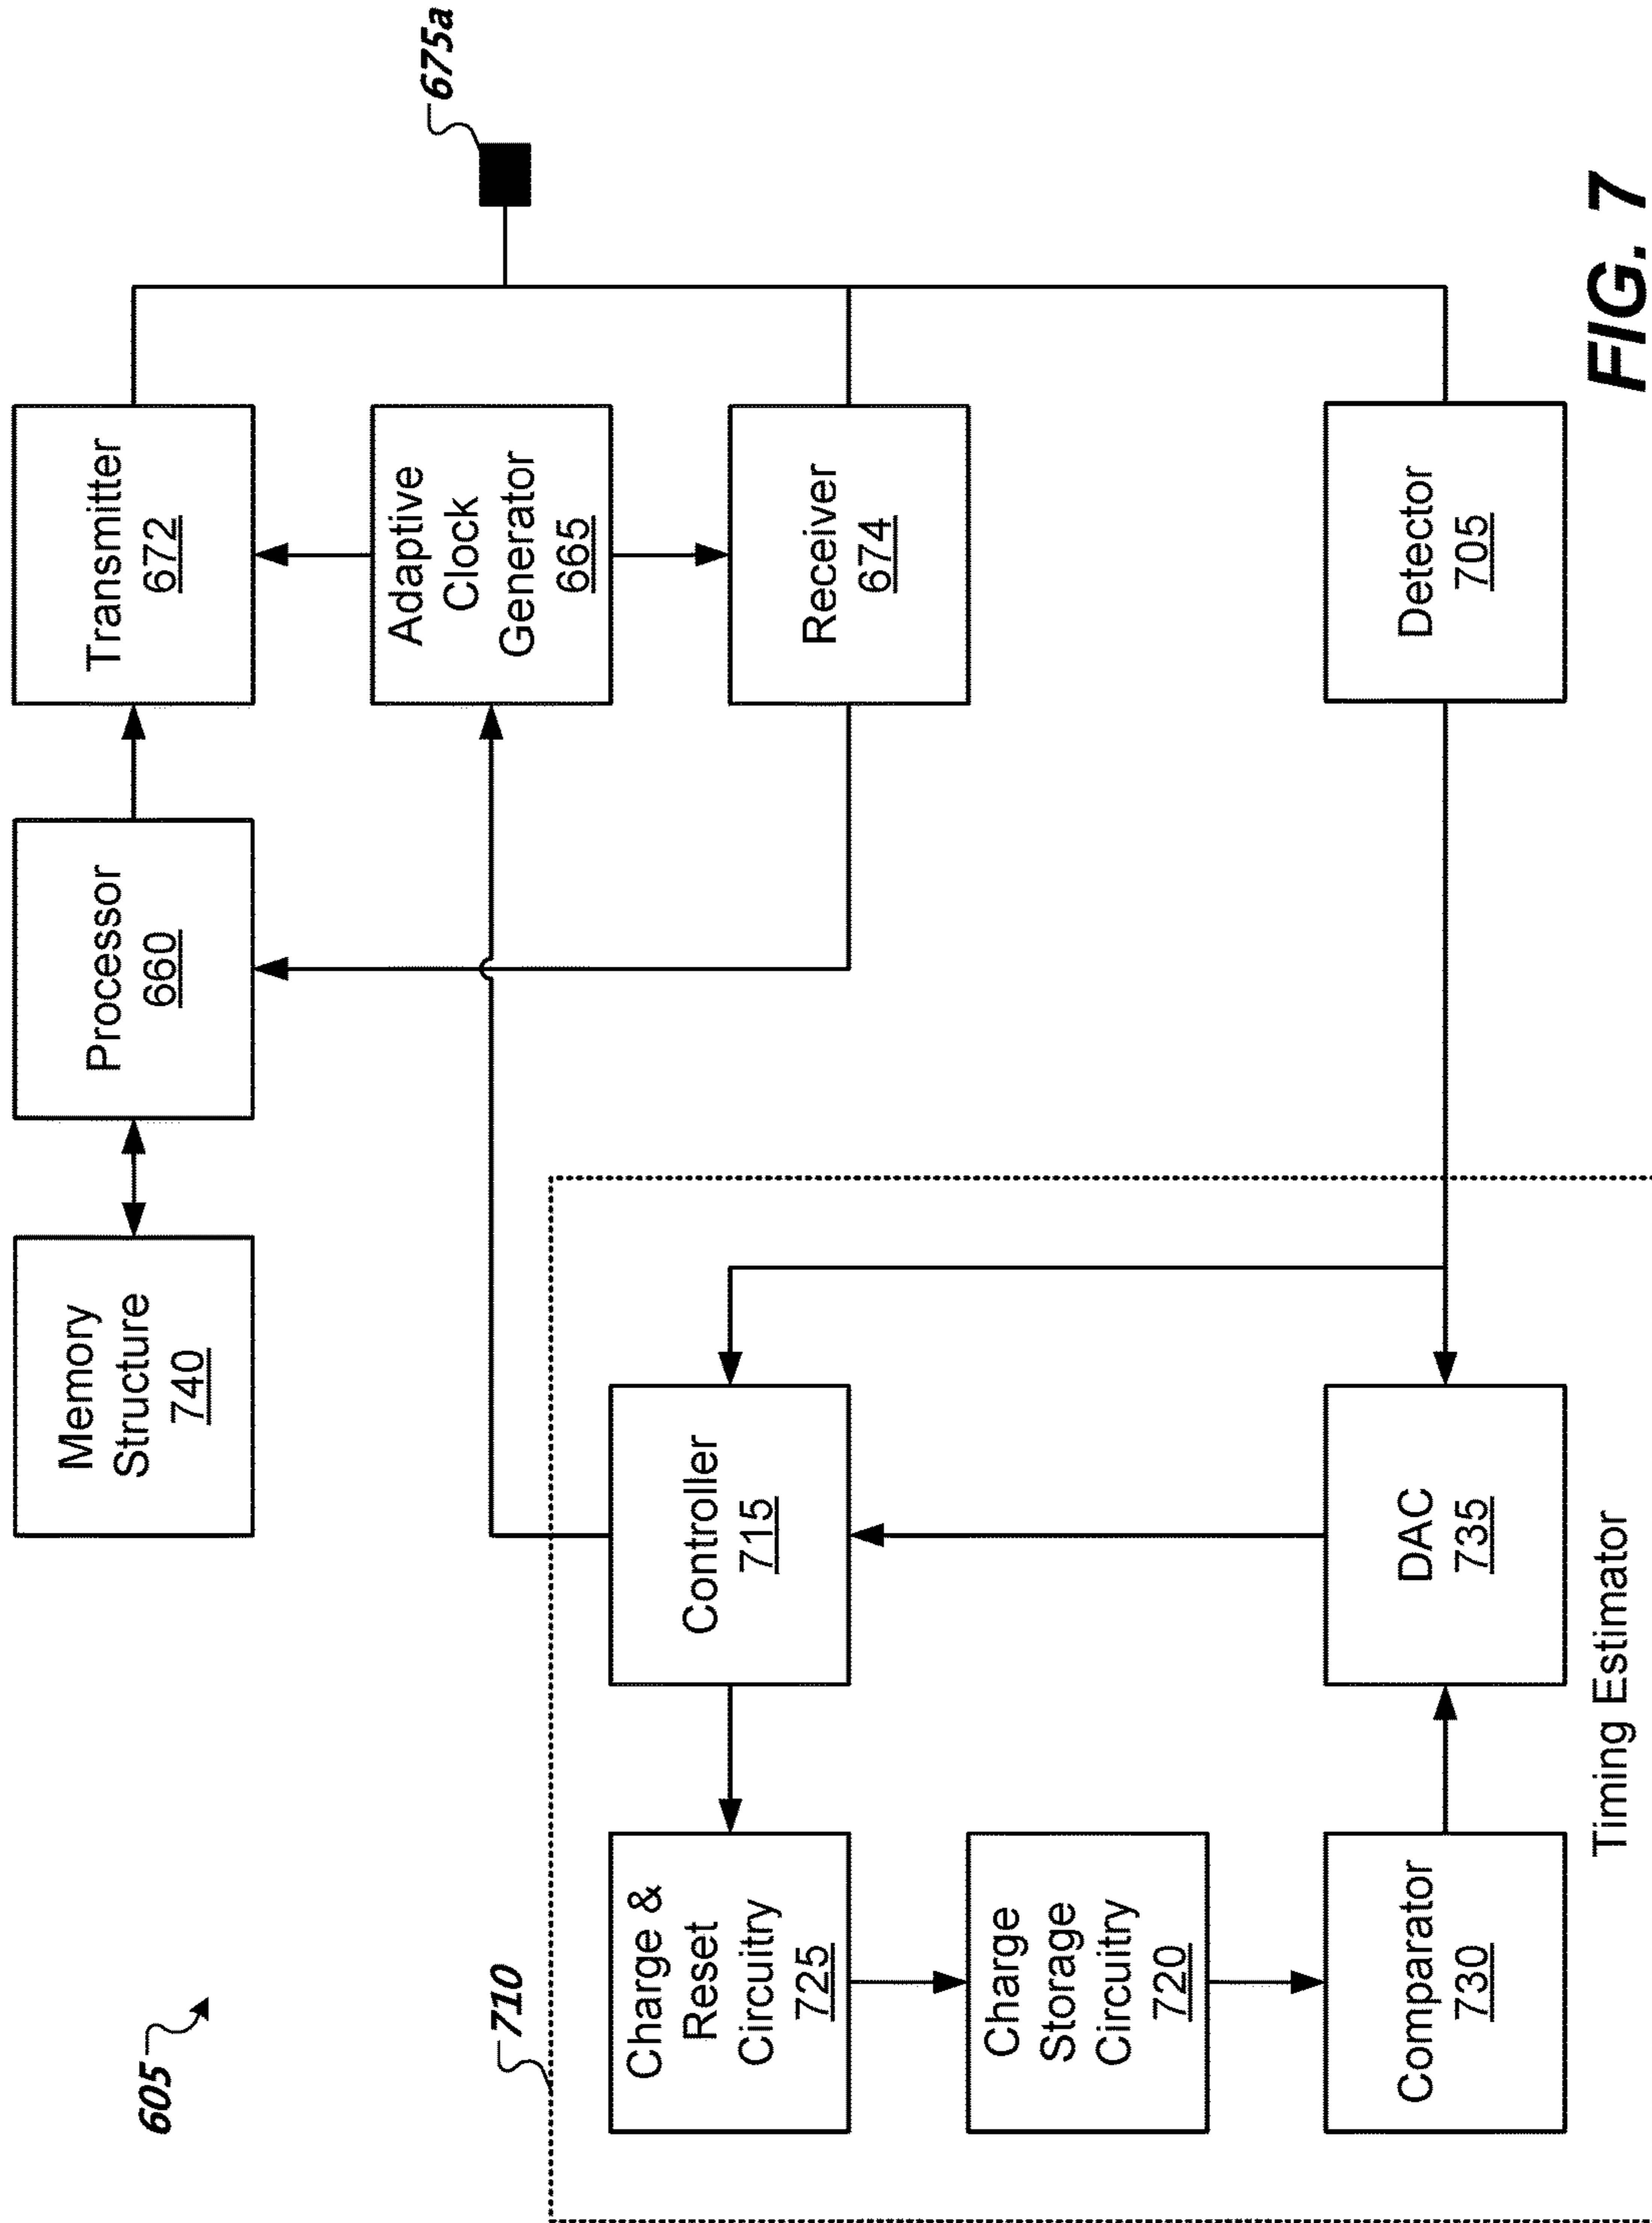 605
Memory
Structure
740
Processor
660
Transmitter
672
675a
Adaptive
Clock
Generator
665
Receiver
674
710
Charge &
Reset
Circuitry
725
Controller
715
Charge
Storage
Circuitry
720
Comparator
730
DAC
735
Detector
705
Timing Estimator
FIG. 7